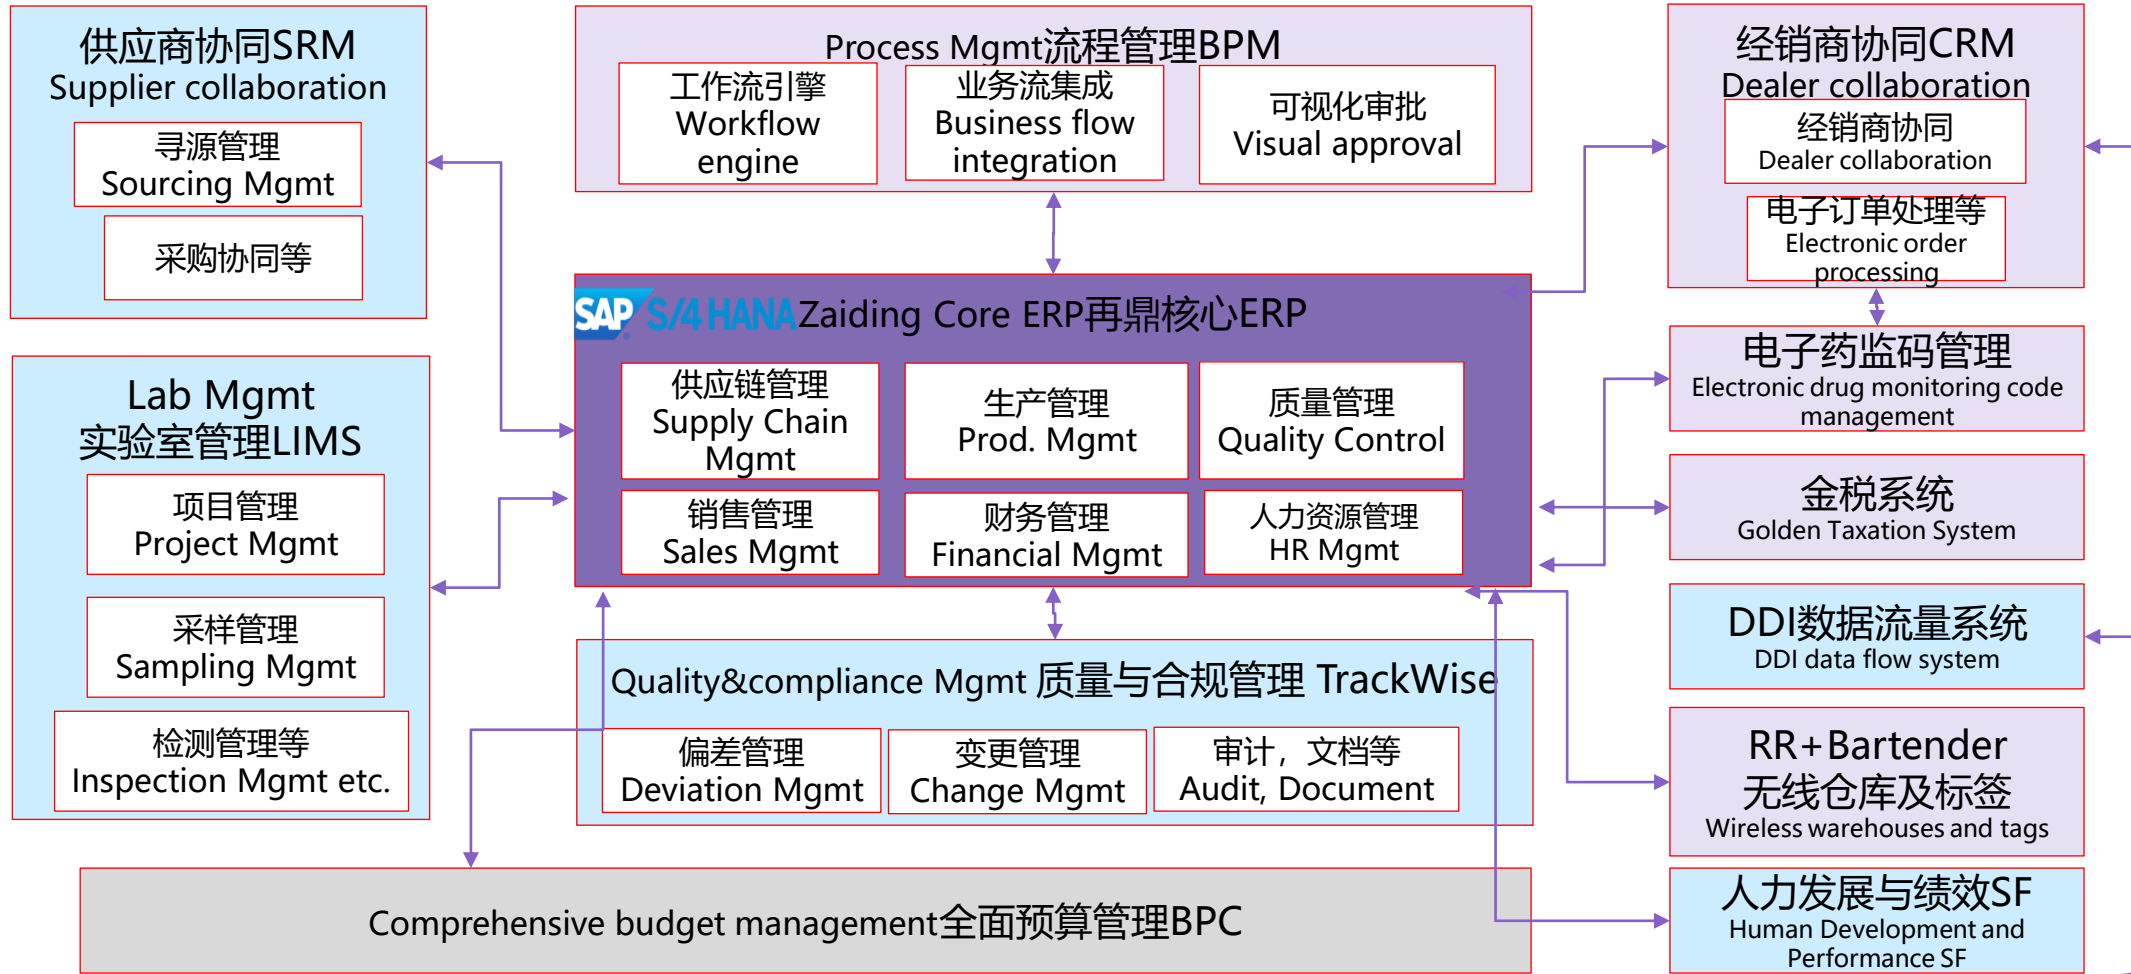 供应商协同SRM
Supplier collaboration
寻源管理
Sourcing Mgmt
采购协同等
Lab Mgmt
实验室管理LIMS
项目管理
Project Mgmt
采样管理
Sampling Mgmt
检测管理等
Inspection Mgmt etc.
Process Mgmt流程管理BPM
工作流引擎
Workflow
engine
业务流集成
Business flow
integration
可视化审批
Visual approval
SAP S/4 HANA Zaiding Core ERP再鼎核心ERP
供应链管理
Supply Chain
Mgmt
生产管理
Prod. Mgmt
质量管理
Quality Control
销售管理
Sales Mgmt
财务管理
Financial Mgmt
人力资源管理
HR Mgmt
Quality&compliance Mgmt 质量与合规管理 TrackWise
偏差管理
Deviation Mgmt
变更管理
Change Mgmt
审计，文档等
Audit, Document
Comprehensive budget management全面预算管理BPC
经销商协同CRM
Dealer collaboration
经销商协同
Dealer collaboration
电子订单处理等
Electronic order
processing
电子药监码管理
Electronic drug monitoring code
management
金税系统
Golden Taxation System
DDI数据流量系统
DDI data flow system
RR+Bartender
无线仓库及标签
Wireless warehouses and tags
人力发展与绩效SF
Human Development and
Performance SF